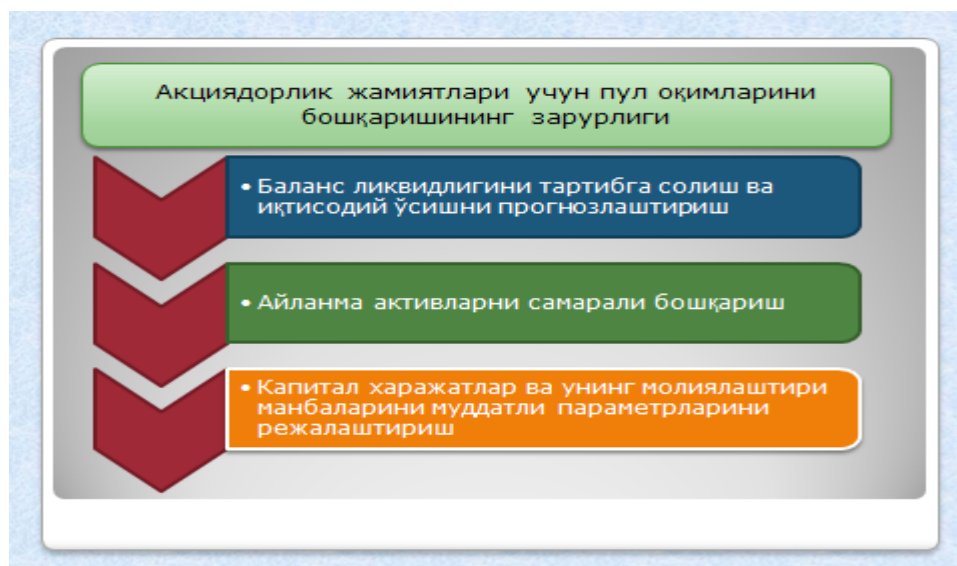 Акциядорлик жамиятлари учун пул оқимларини
бошқаришининг зарурлиги
• Баланс ликвидлигини тартибга солиш ва
иқтисодий ўсишни прогнозлаштириш
• Айланма активларни самарали бошқариш
• Капитал харажатлар ва унинг молиялаштири
манбаларини муддатли параметрларини
режалаштириш